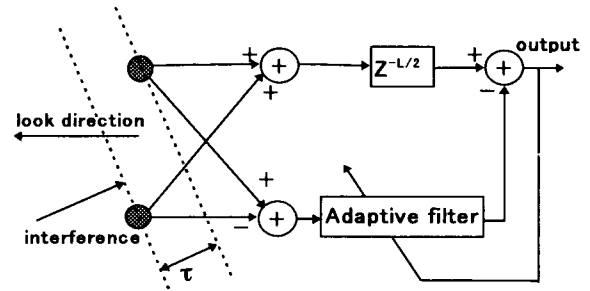 +
+
+
Z-L/2
+
+
−
output
look direction
+
−
+
Adaptive filter
interference
τ